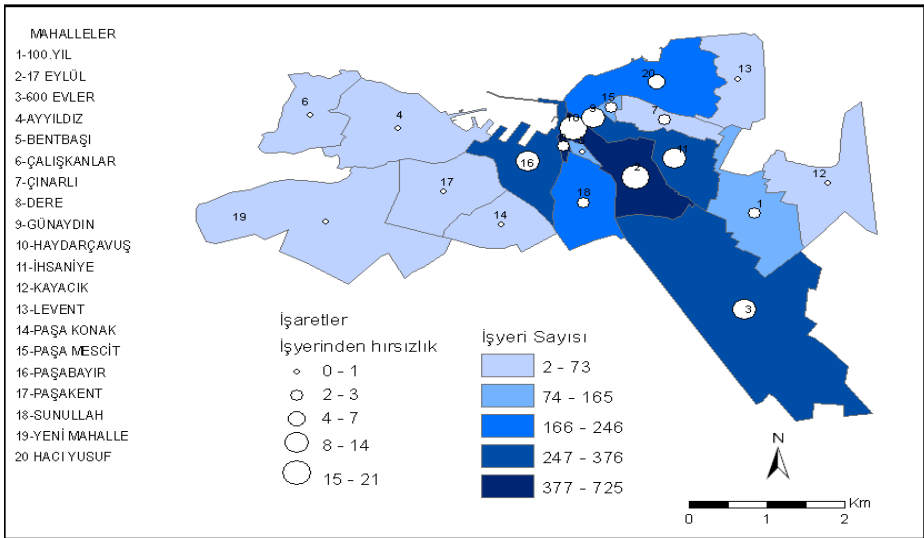 MAHALLELER
1-100.YIL
2-17 EYLÜL
3-600 EVLER
4-AYYILDIZ
5-BENTBAŞI
6-ÇALIŞKANLAR
7-ÇINARLI
8-DERE
9-GÜNAYDIN
10-HAYDARÇAVUŞ
11-İHSANİYE
12-KAYACIK
13-LEVENT
14-PAŞA KONAK
15-PAŞA MESCİT
16-PAŞABAYIR
17-PAŞAKENT
18-SUNULLAH
19-YENİ MAHALLE
20 HACI YUSUF
20
13
15
6
4
9
7
10
11
16
2
12
17
18
1
19
14
3
İşaretler
İşyerinden hırsızlık
0 - 1
2 - 3
4 - 7
8 - 14
15 - 21
İşyeri Sayısı
2 - 73
74 - 165
166 - 246
247 - 376
377 - 725
N
Km
0 1 2